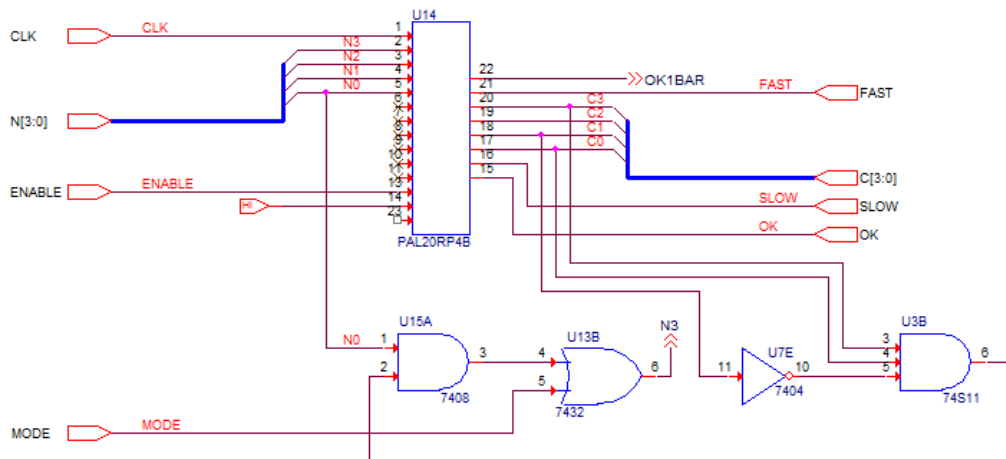 U14
CLK
CLK
1
2
3
4
5
6
7
8
9
10
11
13
14
23
N3
N2
N1
N0
22
21
20
19
18
17
16
15
OK1BAR
FAST
FAST
C3
C2
C1
C0
N[3:0]
ENABLE
ENABLE
HI
C[3:0]
SLOW
SLOW
OK
OK
PAL20RP4B
U15A
U13B
N3
U7E
U3B
N0
1
2
3
4
5
6
11
10
3
4
5
6
7408
7432
7404
74S11
MODE
MODE